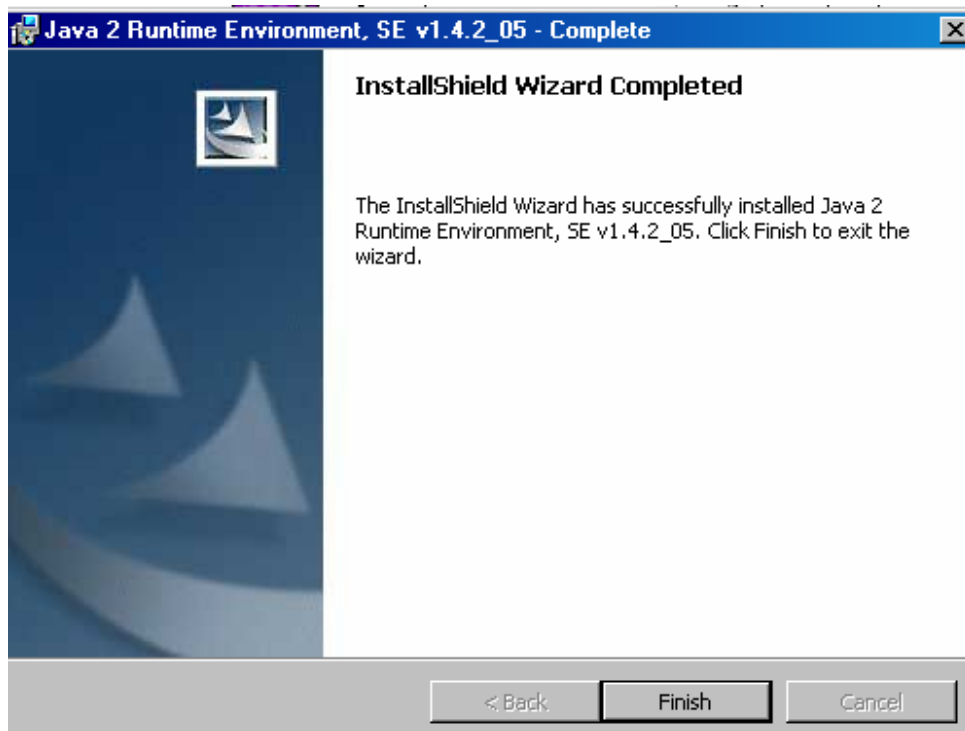 Java 2 Runtime Environment, SE v1.4.2_05 - Complete
InstallShield Wizard Completed
The InstallShield Wizard has successfully installed Java 2
Runtime Environment, SE v1.4.2_05. Click Finish to exit the
wizard.
< Back
Finish
Cancel